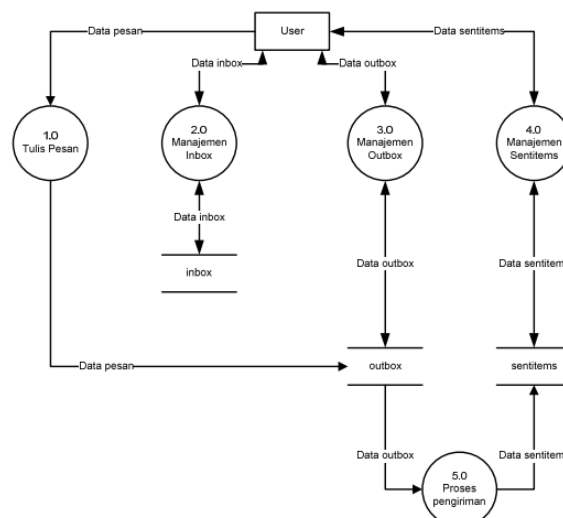 Data pesan
User
Data sentitems
Data inbox
Data outbox
1.0
Tulis Pesan
2.0
Manajemen
Inbox
3.0
Manajemen
Outbox
4.0
Manajemen
Sentitems
Data inbox
inbox
Data outbox
Data sentitem
Data pesan
outbox
sentitems
Data outbox
Data sentitem
5.0
Proses
pengiriman